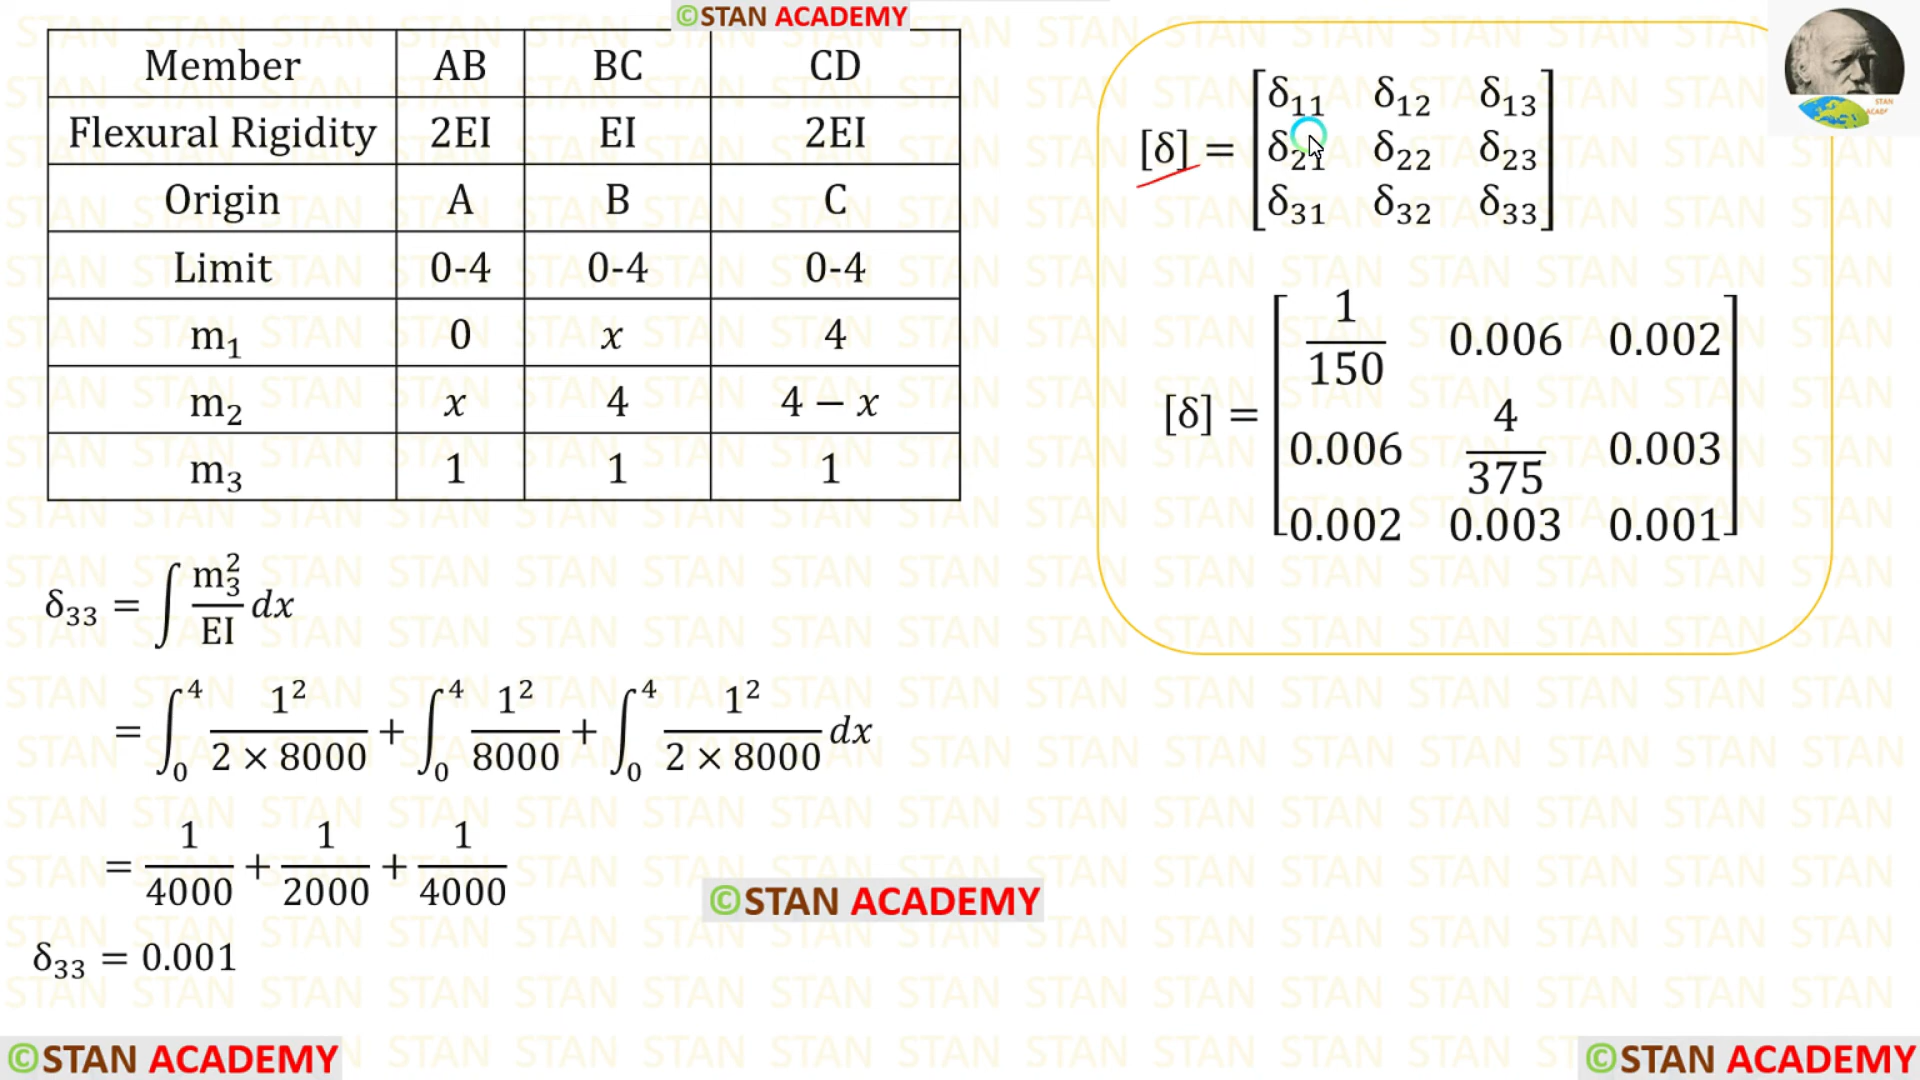 ©STAN ACADEMY
Member AB BC CD
Flexural Rigidity 2EI EI 2EI
Origin A B C
Limit 0-4 0-4 0-4
m₁ 0 x 4
m₂ x 4 4 − x
m₃ 1 1 1
[δ] = [δ₁₁ δ₁₂ δ₁₃
δ₂₁ δ₂₂ δ₂₃
δ₃₁ δ₃₂ δ₃₃]
[δ] = [1/150 0.006 0.002
0.006 4/375 0.003
0.002 0.003 0.001]
δ₃₃ = ∫ m₃²/EI dx
= ∫₀⁴ 1²/(2 × 8000) + ∫₀⁴ 1²/8000 + ∫₀⁴ 1²/(2 × 8000) dx
= 1/4000 + 1/2000 + 1/4000
δ₃₃ = 0.001
©STAN ACADEMY
©STAN ACADEMY
©STAN ACADEMY